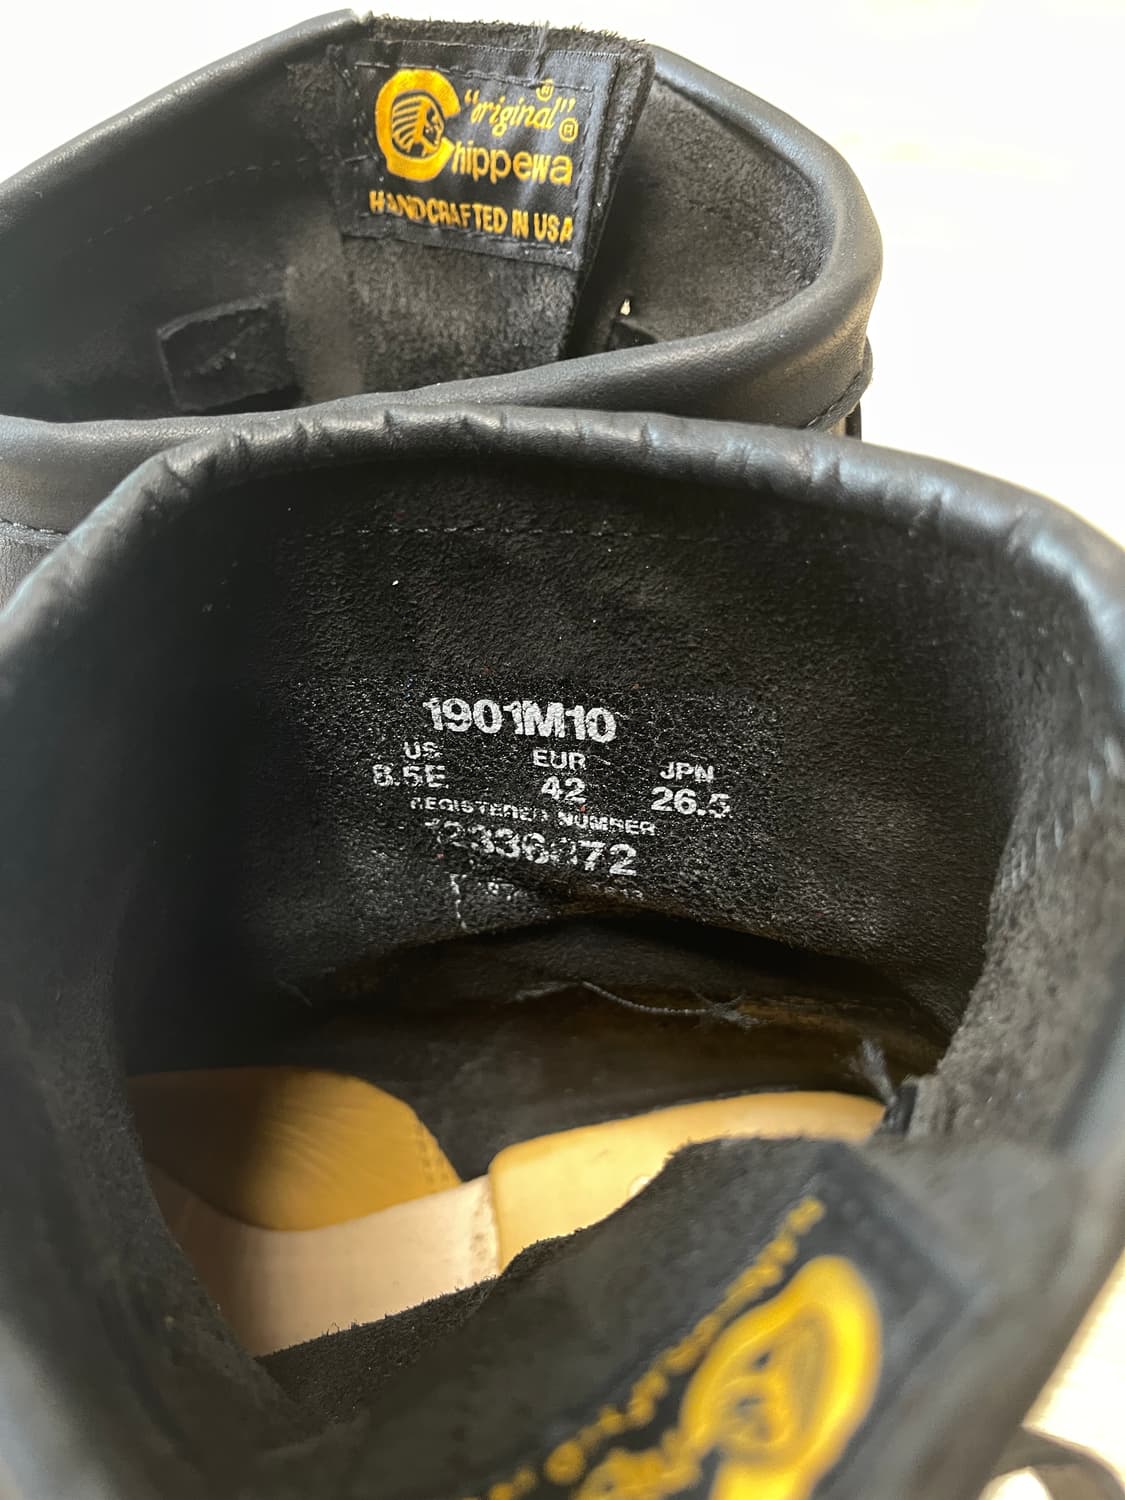 "original"®
®
Chippewa
HANDCRAFTED IN USA
1901M10
US EUR JPN
8.5E 42 26.5
REGISTERED NUMBER